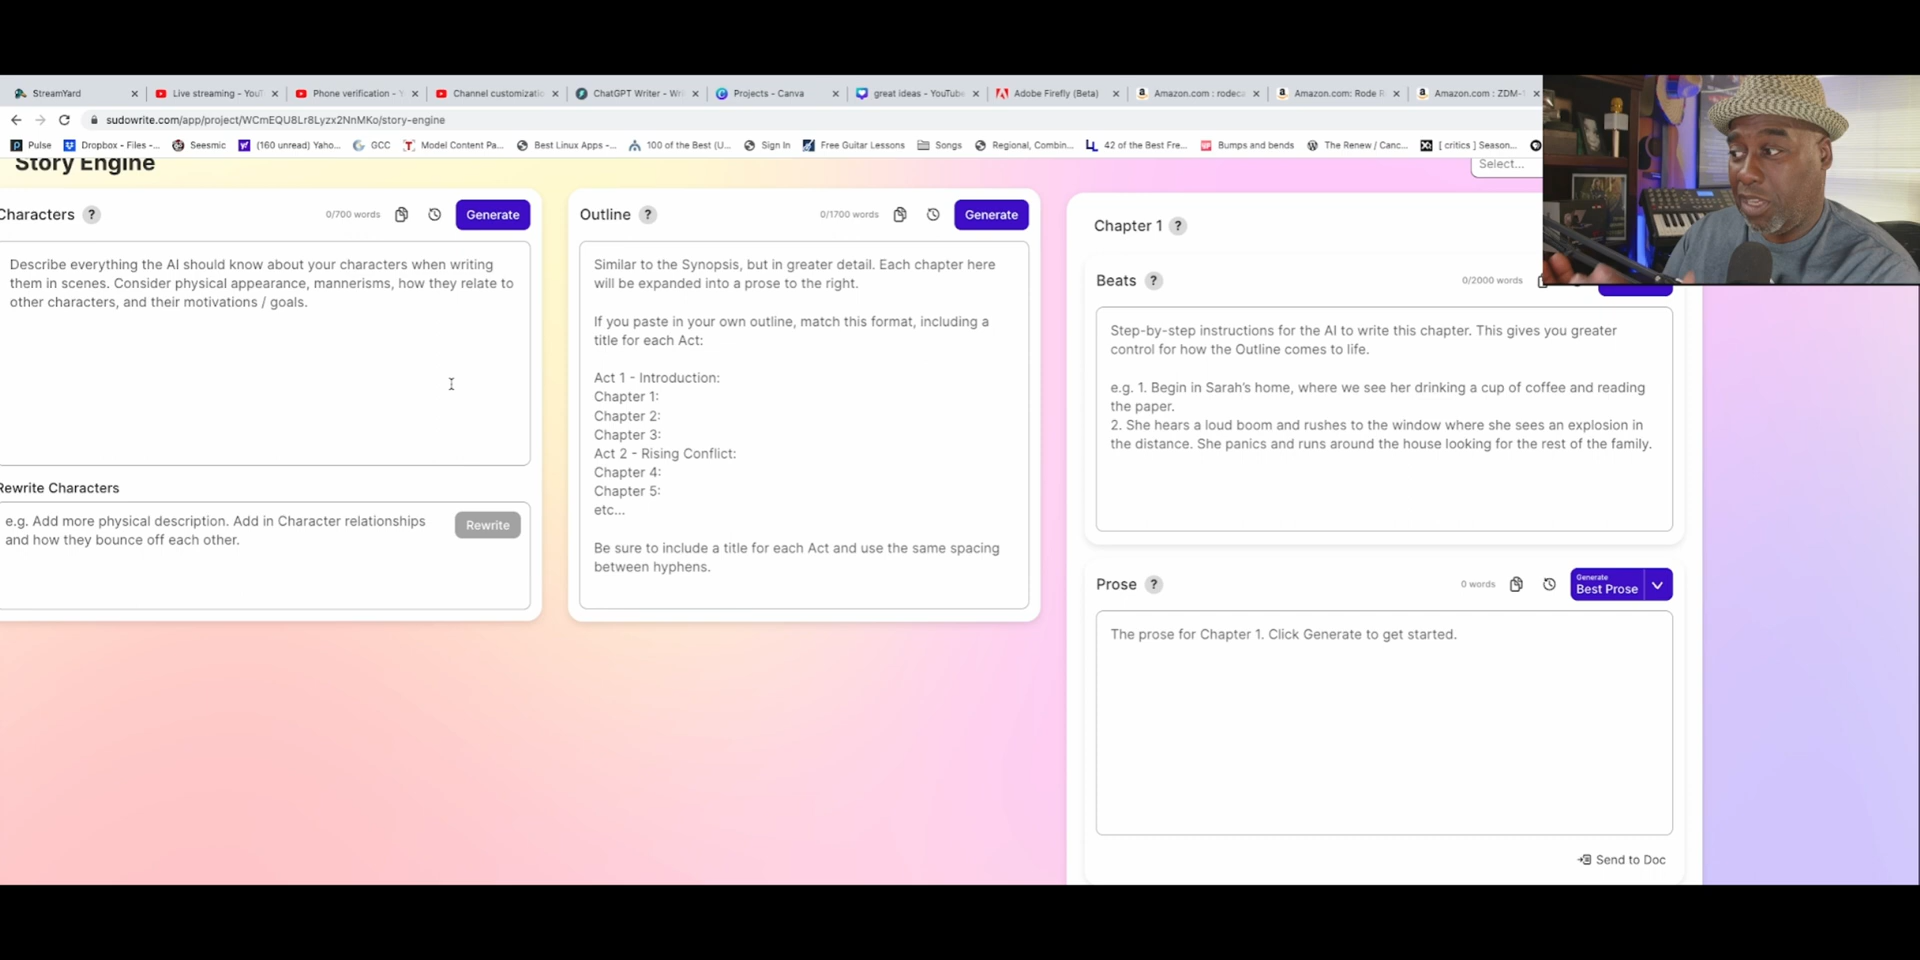 StreamYard
Live streaming - YouT
Phone verification - Y
Channel customizatio
ChatGPT Writer - Wri
Projects - Canva
great ideas - YouTube
Adobe Firefly (Beta)
Amazon.com : rodeca
Amazon.com: Rode R
Amazon.com : ZDM-1
sudowrite.com/app/project/WCmEQU8Lr8Lyzx2NnMKo/story-engine
Pulse
Dropbox - Files -...
Seesmic
(160 unread) Yaho...
GCC
Model Content Pa...
Best Linux Apps -...
100 of the Best (U...
Sign In
Free Guitar Lessons
Songs
Regional, Combin...
42 of the Best Fre...
Bumps and bends
The Renew / Canc...
[ critics ] Season...
Story Engine
Select...
Characters ?
0/700 words
Generate
Describe everything the AI should know about your characters when writing
them in scenes. Consider physical appearance, mannerisms, how they relate to
other characters, and their motivations / goals.
Rewrite Characters
e.g. Add more physical description. Add in Character relationships
and how they bounce off each other.
Rewrite
Outline ?
0/1700 words
Generate
Similar to the Synopsis, but in greater detail. Each chapter here
will be expanded into a prose to the right.
If you paste in your own outline, match this format, including a
title for each Act:
Act 1 - Introduction:
Chapter 1:
Chapter 2:
Chapter 3:
Act 2 - Rising Conflict:
Chapter 4:
Chapter 5:
etc...
Be sure to include a title for each Act and use the same spacing
between hyphens.
Chapter 1 ?
Beats ?
0/2000 words
Step-by-step instructions for the AI to write this chapter. This gives you greater
control for how the Outline comes to life.
e.g. 1. Begin in Sarah's home, where we see her drinking a cup of coffee and reading
the paper.
2. She hears a loud boom and rushes to the window where she sees an explosion in
the distance. She panics and runs around the house looking for the rest of the family.
Prose ?
0 words
Generate
Best Prose
The prose for Chapter 1. Click Generate to get started.
Send to Doc